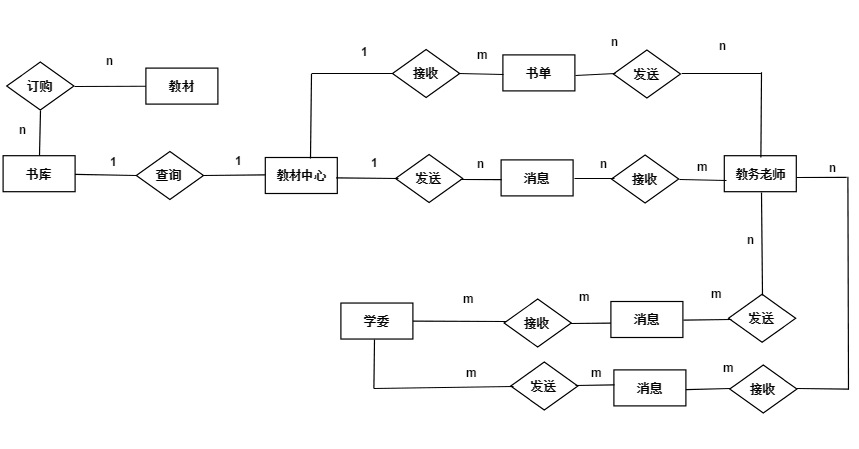 1 接收 m 书单 n 发送 n
订购 n 教材
n
书库 1 查询 1 教材中心 1 发送 n 消息 n 接收 m 教务老师 n
n
学委 m 接收 m 消息 m 发送
m 发送 m 消息 m 接收